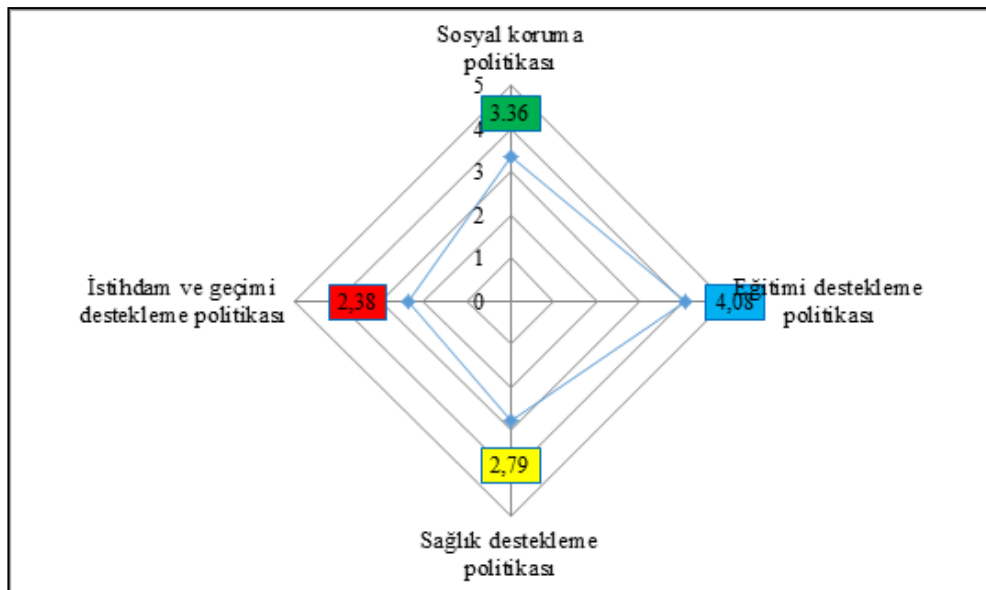 Sosyal koruma
politikası
5
3.36
4
3
2
1
0
İstihdam ve geçimi
destekleme politikası
2,38
Eğitimi destekleme
politikası
4,08
2,79
Sağlık destekleme
politikası